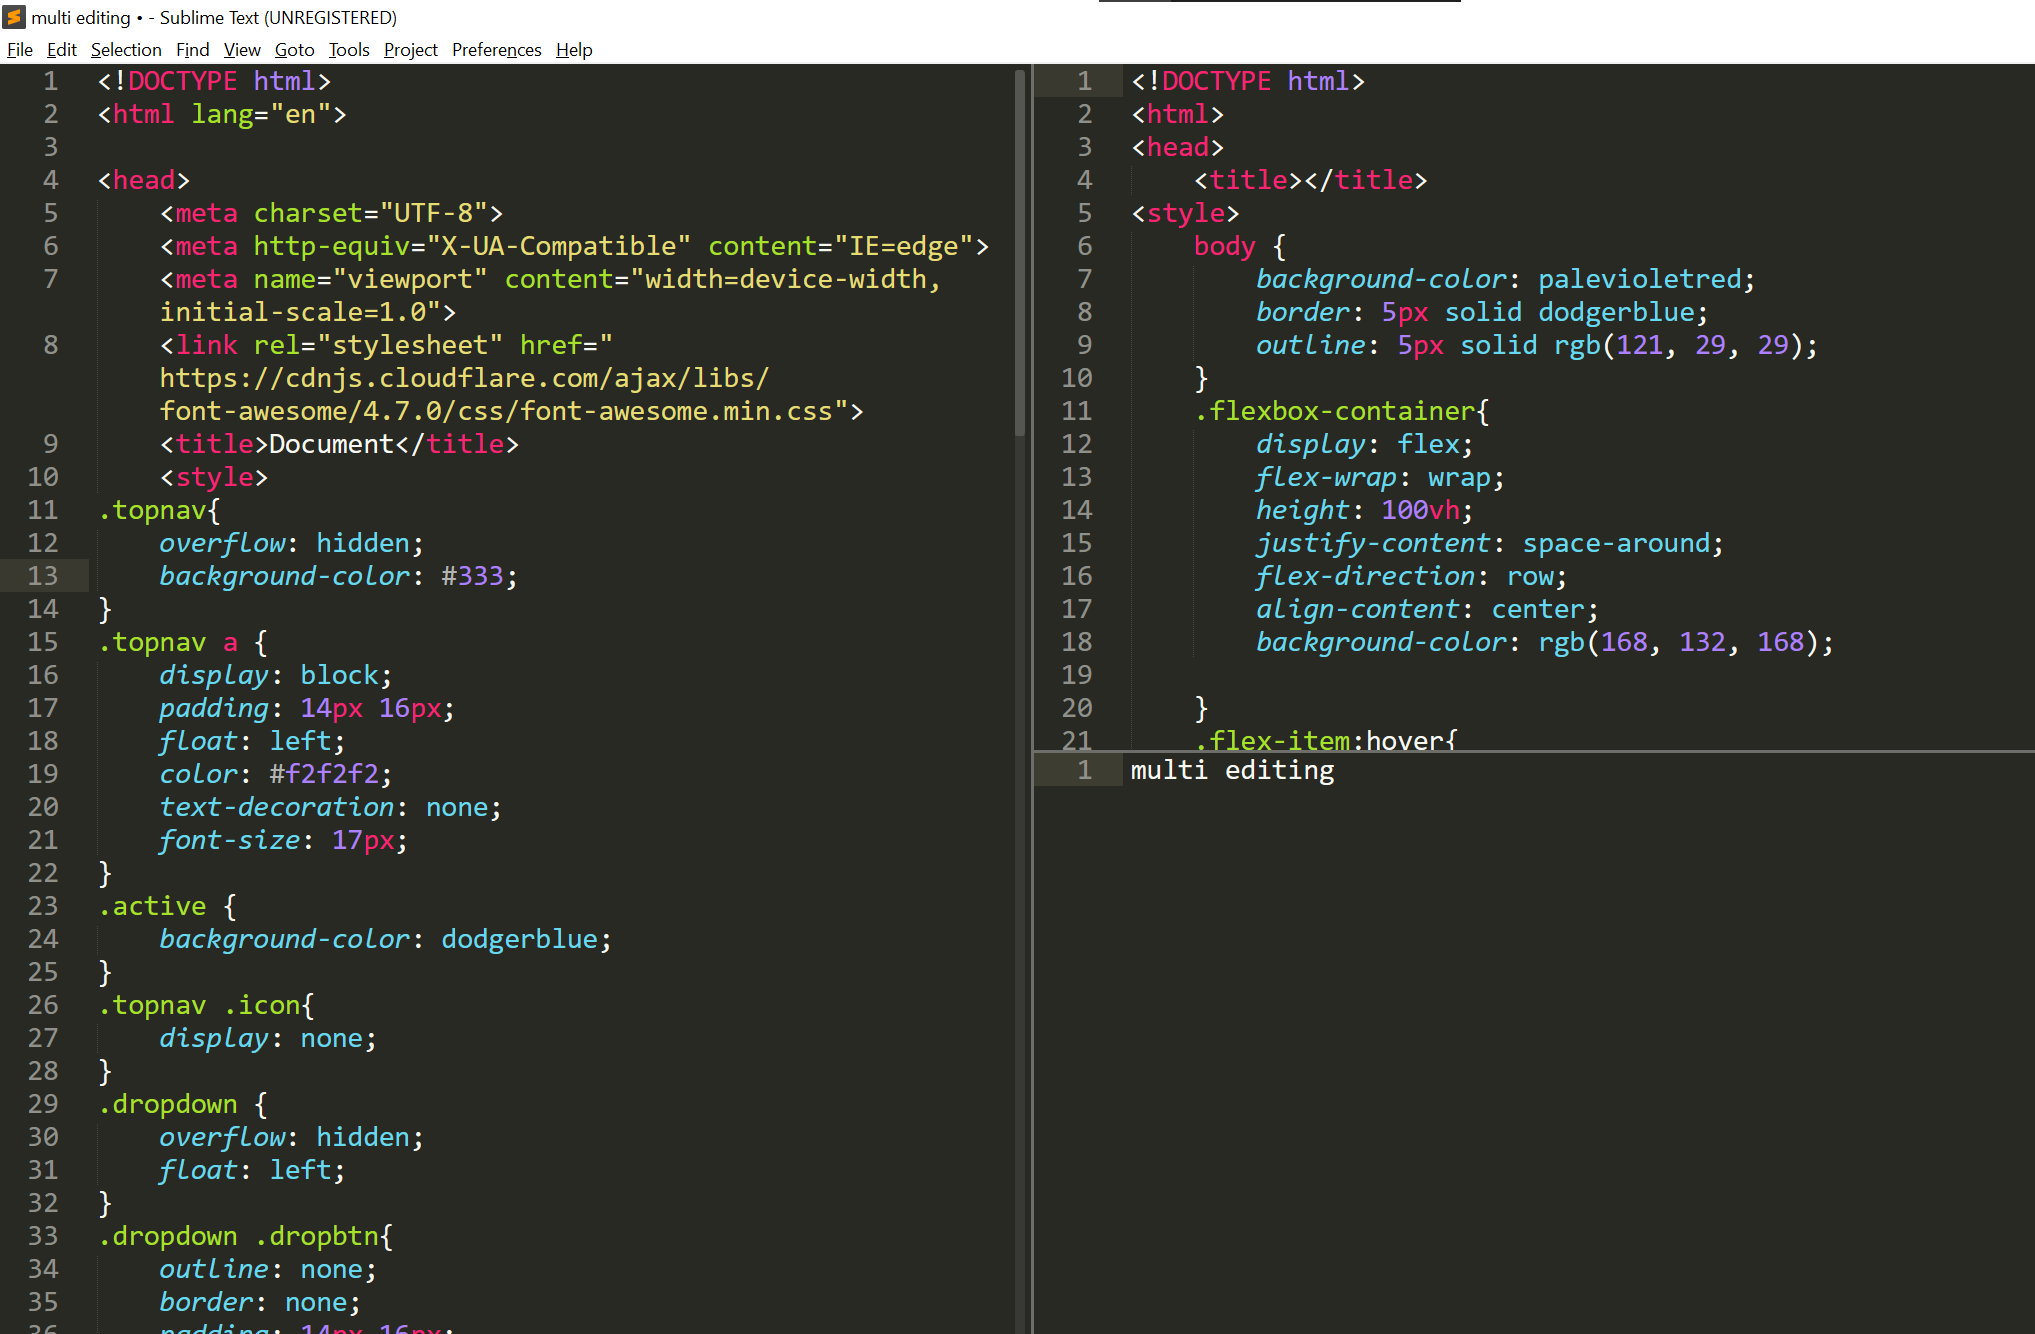 multi editing • - Sublime Text (UNREGISTERED)
File Edit Selection Find View Goto Tools Project Preferences Help
1 <!DOCTYPE html>
2 <html lang="en">
3
4 <head>
5 <meta charset="UTF-8">
6 <meta http-equiv="X-UA-Compatible" content="IE=edge">
7 <meta name="viewport" content="width=device-width,
initial-scale=1.0">
8 <link rel="stylesheet" href="
https://cdnjs.cloudflare.com/ajax/libs/
font-awesome/4.7.0/css/font-awesome.min.css">
9 <title>Document</title>
10 <style>
11 .topnav{
12 overflow: hidden;
13 background-color: #333;
14 }
15 .topnav a {
16 display: block;
17 padding: 14px 16px;
18 float: left;
19 color: #f2f2f2;
20 text-decoration: none;
21 font-size: 17px;
22 }
23 .active {
24 background-color: dodgerblue;
25 }
26 .topnav .icon{
27 display: none;
28 }
29 .dropdown {
30 overflow: hidden;
31 float: left;
32 }
33 .dropdown .dropbtn{
34 outline: none;
35 border: none;
36 padding: 14px 16px;
1 <!DOCTYPE html>
2 <html>
3 <head>
4 <title></title>
5 <style>
6 body {
7 background-color: palevioletred;
8 border: 5px solid dodgerblue;
9 outline: 5px solid rgb(121, 29, 29);
10 }
11 .flexbox-container{
12 display: flex;
13 flex-wrap: wrap;
14 height: 100vh;
15 justify-content: space-around;
16 flex-direction: row;
17 align-content: center;
18 background-color: rgb(168, 132, 168);
19
20 }
21 .flex-item:hover{
1 multi editing